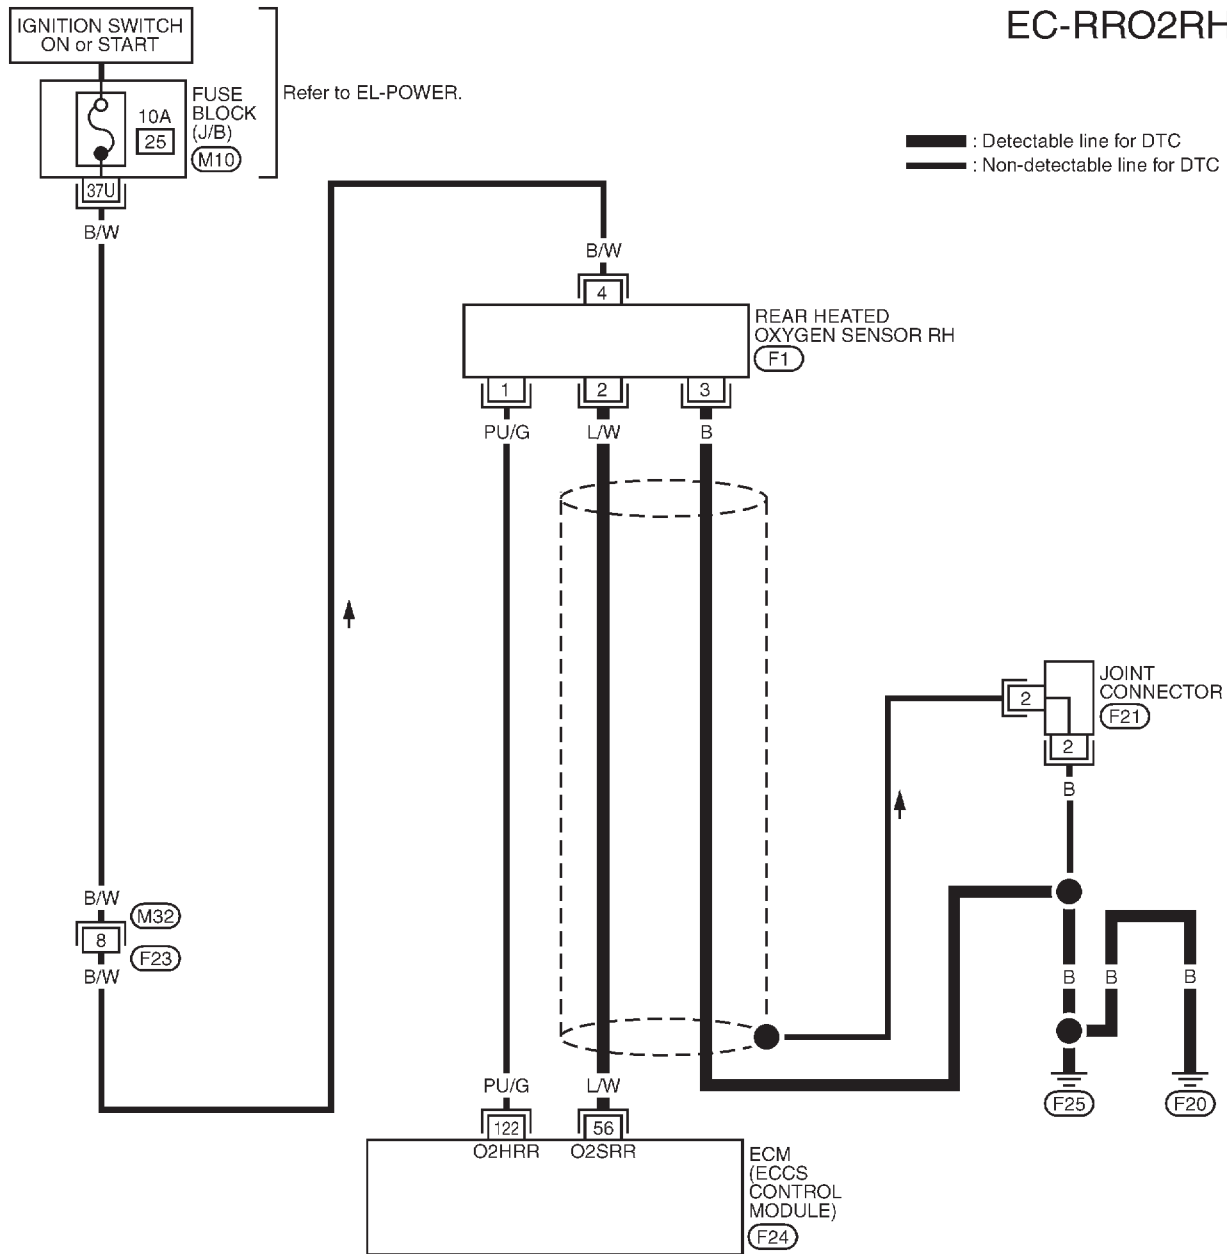 EC-RRO2RH
IGNITION SWITCH
ON or START
FUSE
BLOCK
(J/B)
M10
10A
25
Refer to EL-POWER.
: Detectable line for DTC
: Non-detectable line for DTC
37U
B/W
B/W
4
REAR HEATED
OXYGEN SENSOR RH
F1
1
2
3
PU/G
L/W
B
JOINT
CONNECTOR
F21
2
2
B
B/W
M32
8
F23
B/W
B
B
B
PU/G
L/W
F25
F20
122
56
O2HRR
O2SRR
ECM
(ECCS
CONTROL
MODULE)
F24